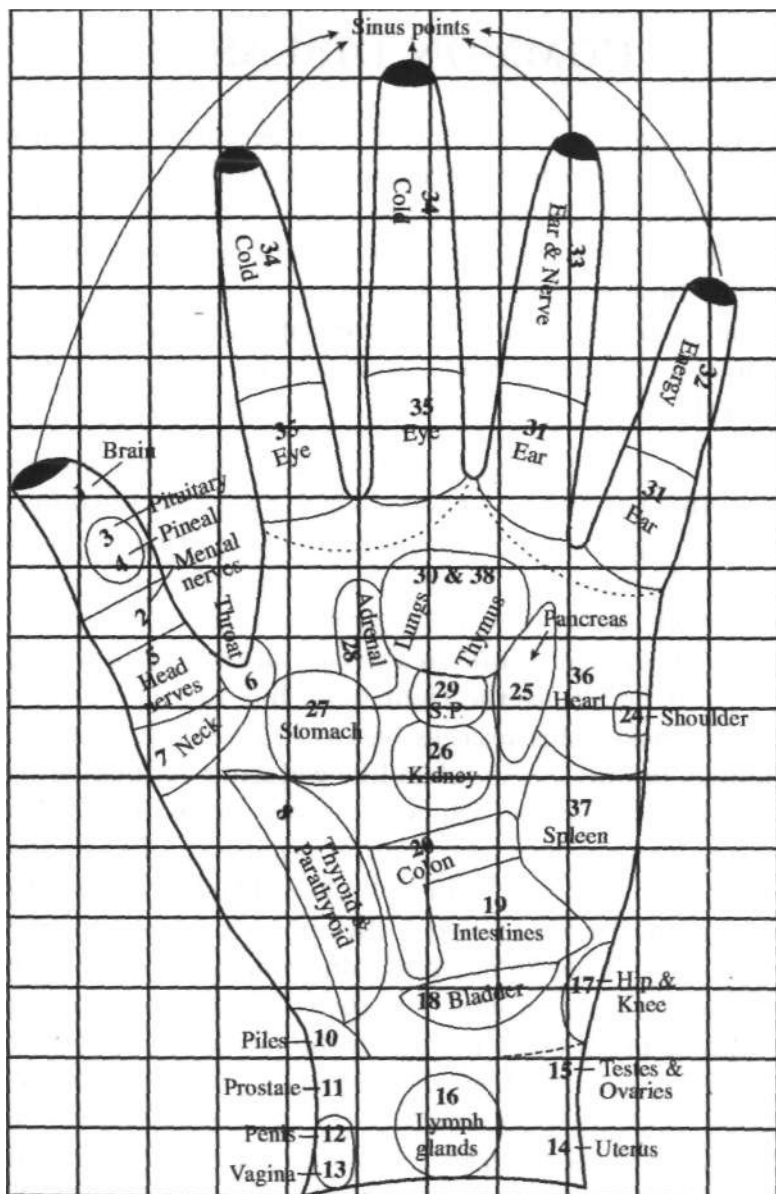 Sinus points
34
Cold
34
Cold
33
Ear & Nerve
32
Energy
35
Eye
35
Eye
31
Ear
31
Ear
Brain
1
Pituitary
3
Pineal
4
Mental
nerves
2
Throat
5
Head
nerves
6
7 Neck
30 & 38
Lungs
Thymus
Adrenal
28
Pancreas
25
36
Heart
24
Shoulder
29
S.P.
27
Stomach
26
Kidney
37
Spleen
8
Thyroid &
Parathyroid
20
Colon
19
Intestines
18 Bladder
17
Hip &
Knee
Piles 10
15
Testes &
Ovaries
Prostate 11
16
Lymph
glands
Penis 12
14 Uterus
Vagina 13